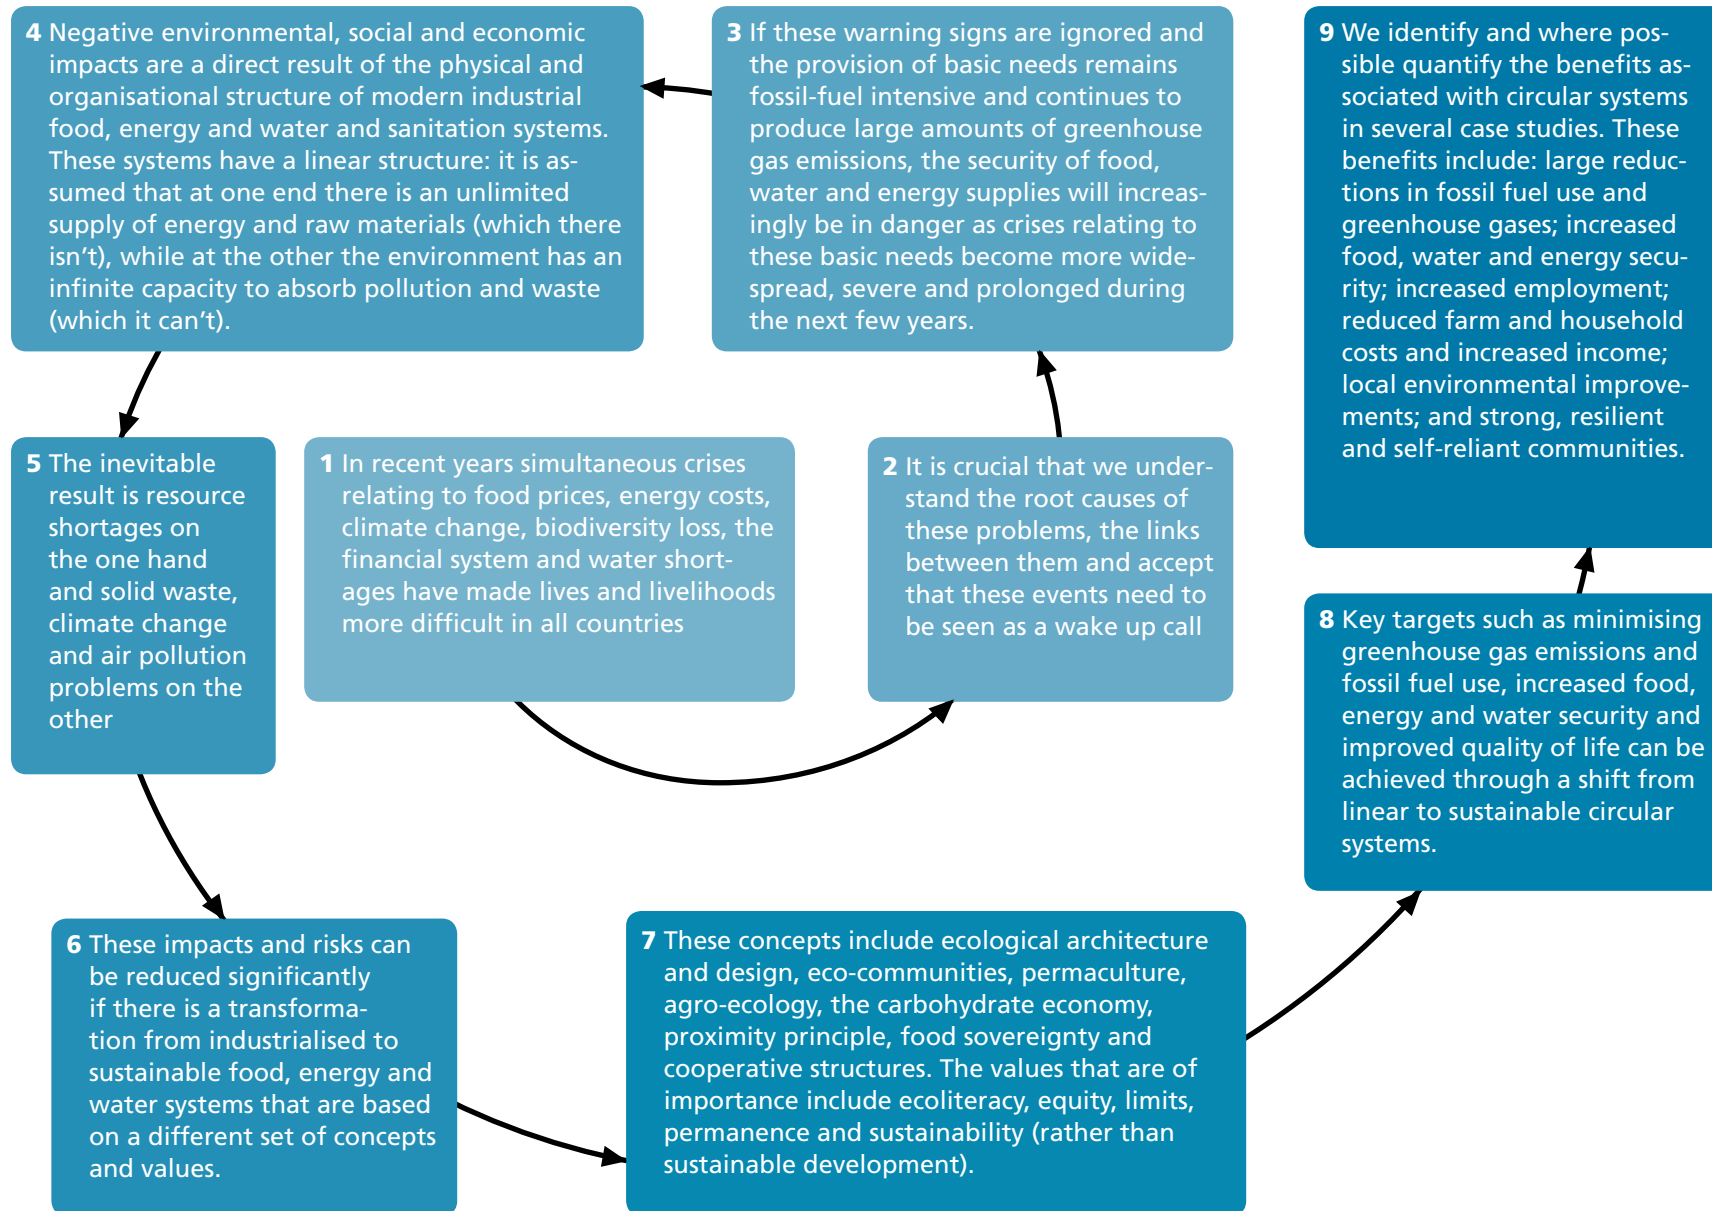 4 Negative environmental, social and economic
impacts are a direct result of the physical and
organisational structure of modern industrial
food, energy and water and sanitation systems.
These systems have a linear structure: it is as-
sumed that at one end there is an unlimited
supply of energy and raw materials (which there
isn’t), while at the other the environment has an
infinite capacity to absorb pollution and waste
(which it can’t).
3 If these warning signs are ignored and
the provision of basic needs remains
fossil-fuel intensive and continues to
produce large amounts of greenhouse
gas emissions, the security of food,
water and energy supplies will increas-
ingly be in danger as crises relating to
these basic needs become more wide-
spread, severe and prolonged during
the next few years.
9 We identify and where pos-
sible quantify the benefits as-
sociated with circular systems
in several case studies. These
benefits include: large reduc-
tions in fossil fuel use and
greenhouse gases; increased
food, water and energy secu-
rity; increased employment;
reduced farm and household
costs and increased income;
local environmental improve-
ments; and strong, resilient
and self-reliant communities.
5 The inevitable
result is resource
shortages on
the one hand
and solid waste,
climate change
and air pollution
problems on the
other
1 In recent years simultaneous crises
relating to food prices, energy costs,
climate change, biodiversity loss, the
financial system and water short-
ages have made lives and livelihoods
more difficult in all countries
2 It is crucial that we under-
stand the root causes of
these problems, the links
between them and accept
that these events need to
be seen as a wake up call
8 Key targets such as minimising
greenhouse gas emissions and
fossil fuel use, increased food,
energy and water security and
improved quality of life can be
achieved through a shift from
linear to sustainable circular
systems.
6 These impacts and risks can
be reduced significantly
if there is a transforma-
tion from industrialised to
sustainable food, energy and
water systems that are based
on a different set of concepts
and values.
7 These concepts include ecological architecture
and design, eco-communities, permaculture,
agro-ecology, the carbohydrate economy,
proximity principle, food sovereignty and
cooperative structures. The values that are of
importance include ecoliteracy, equity, limits,
permanence and sustainability (rather than
sustainable development).